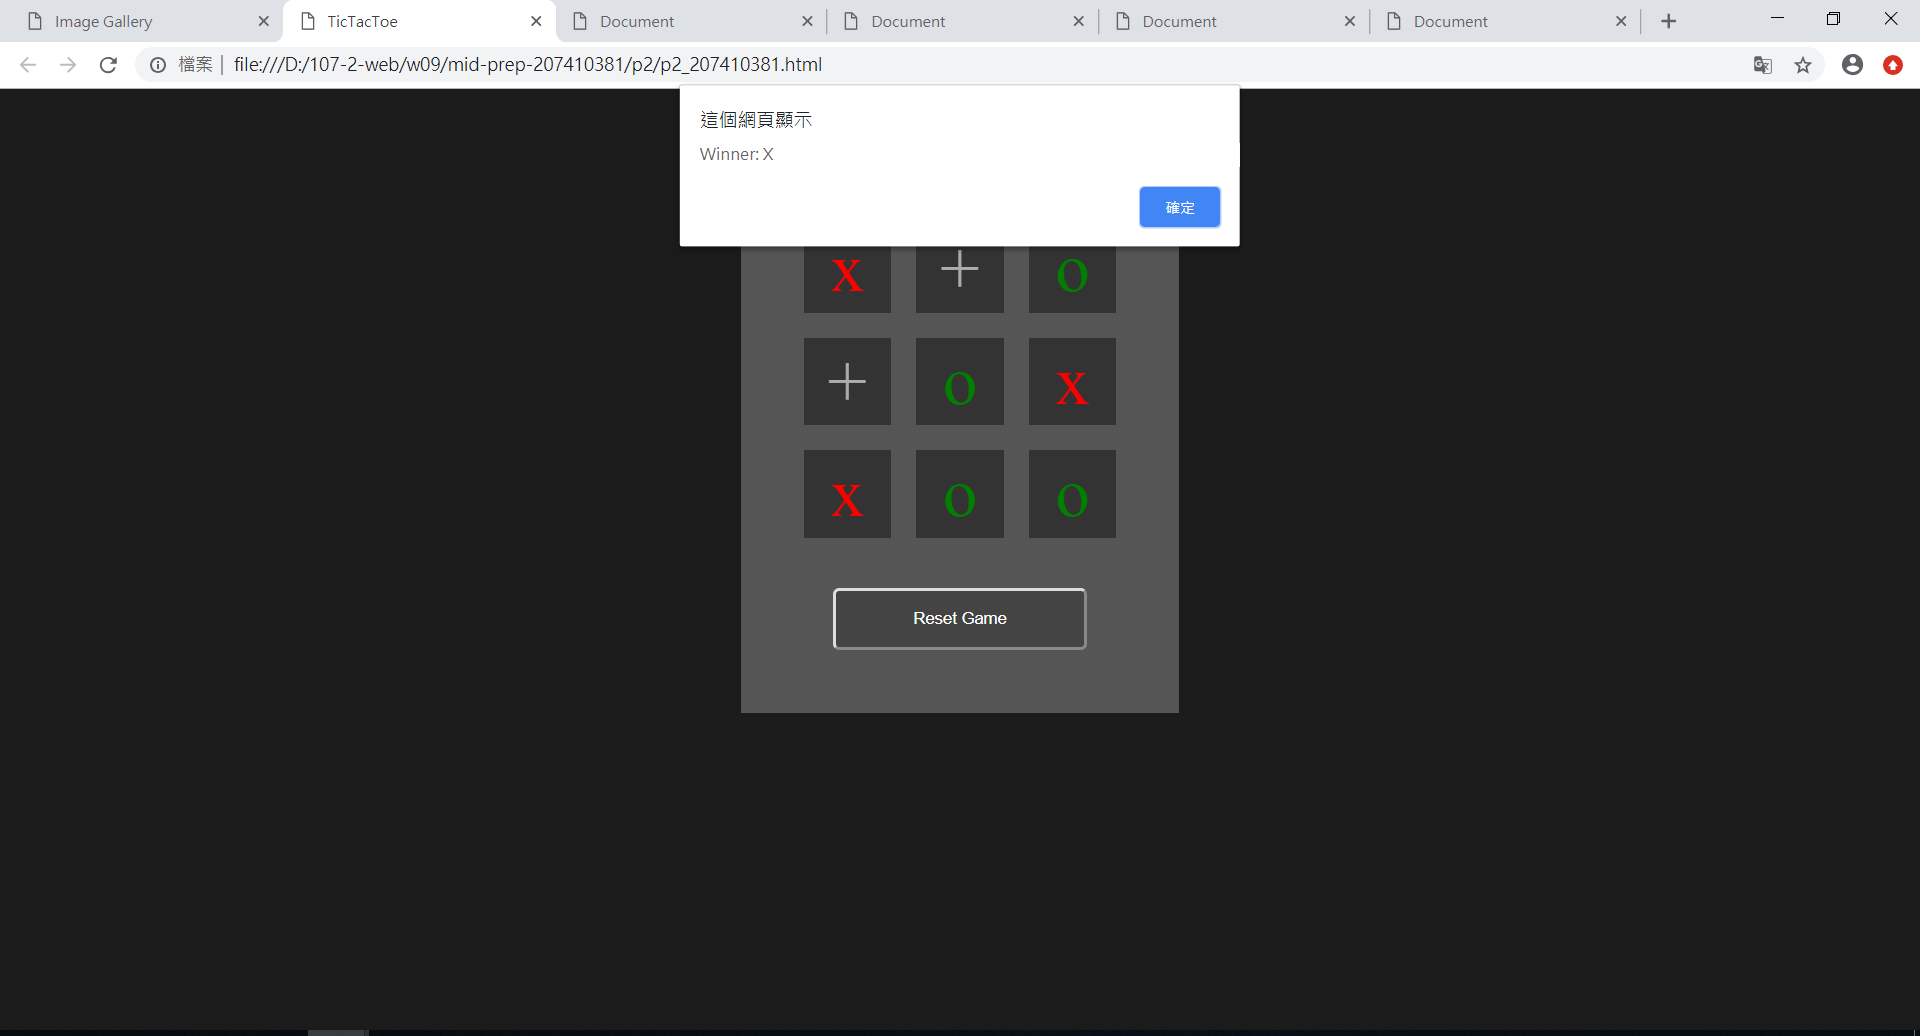 Image Gallery
TicTacToe
Document
Document
Document
Document
檔案
file:///D:/107-2-web/w09/mid-prep-207410381/p2/p2_207410381.html
這個網頁顯示
Winner: X
確定
X + O
+ O X
X O O
Reset Game